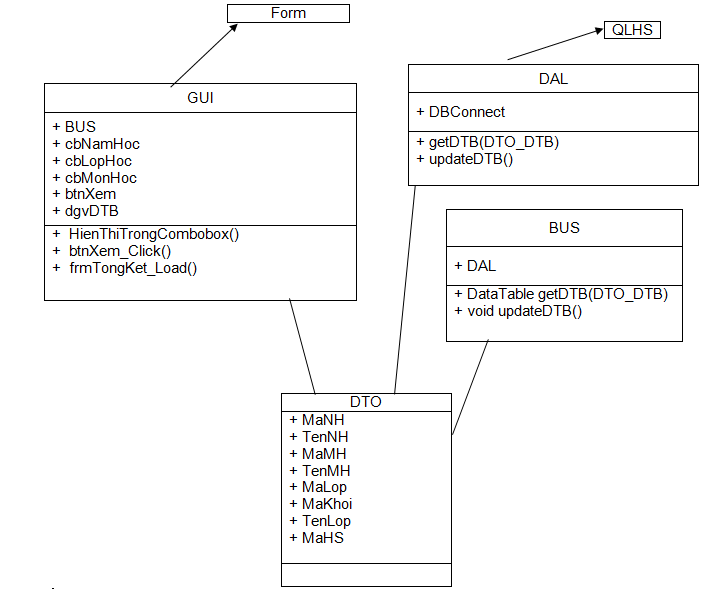 Form
QLHS
GUI
+ BUS
+ cbNamHoc
+ cbLopHoc
+ cbMonHoc
+ btnXem
+ dgvDTB
+ HienThiTrongCombobox()
+ btnXem_Click()
+ frmTongKet_Load()
DAL
+ DBConnect
+ getDTB(DTO_DTB)
+ updateDTB()
BUS
+ DAL
+ DataTable getDTB(DTO_DTB)
+ void updateDTB()
DTO
+ MaNH
+ TenNH
+ MaMH
+ TenMH
+ MaLop
+ MaKhoi
+ TenLop
+ MaHS